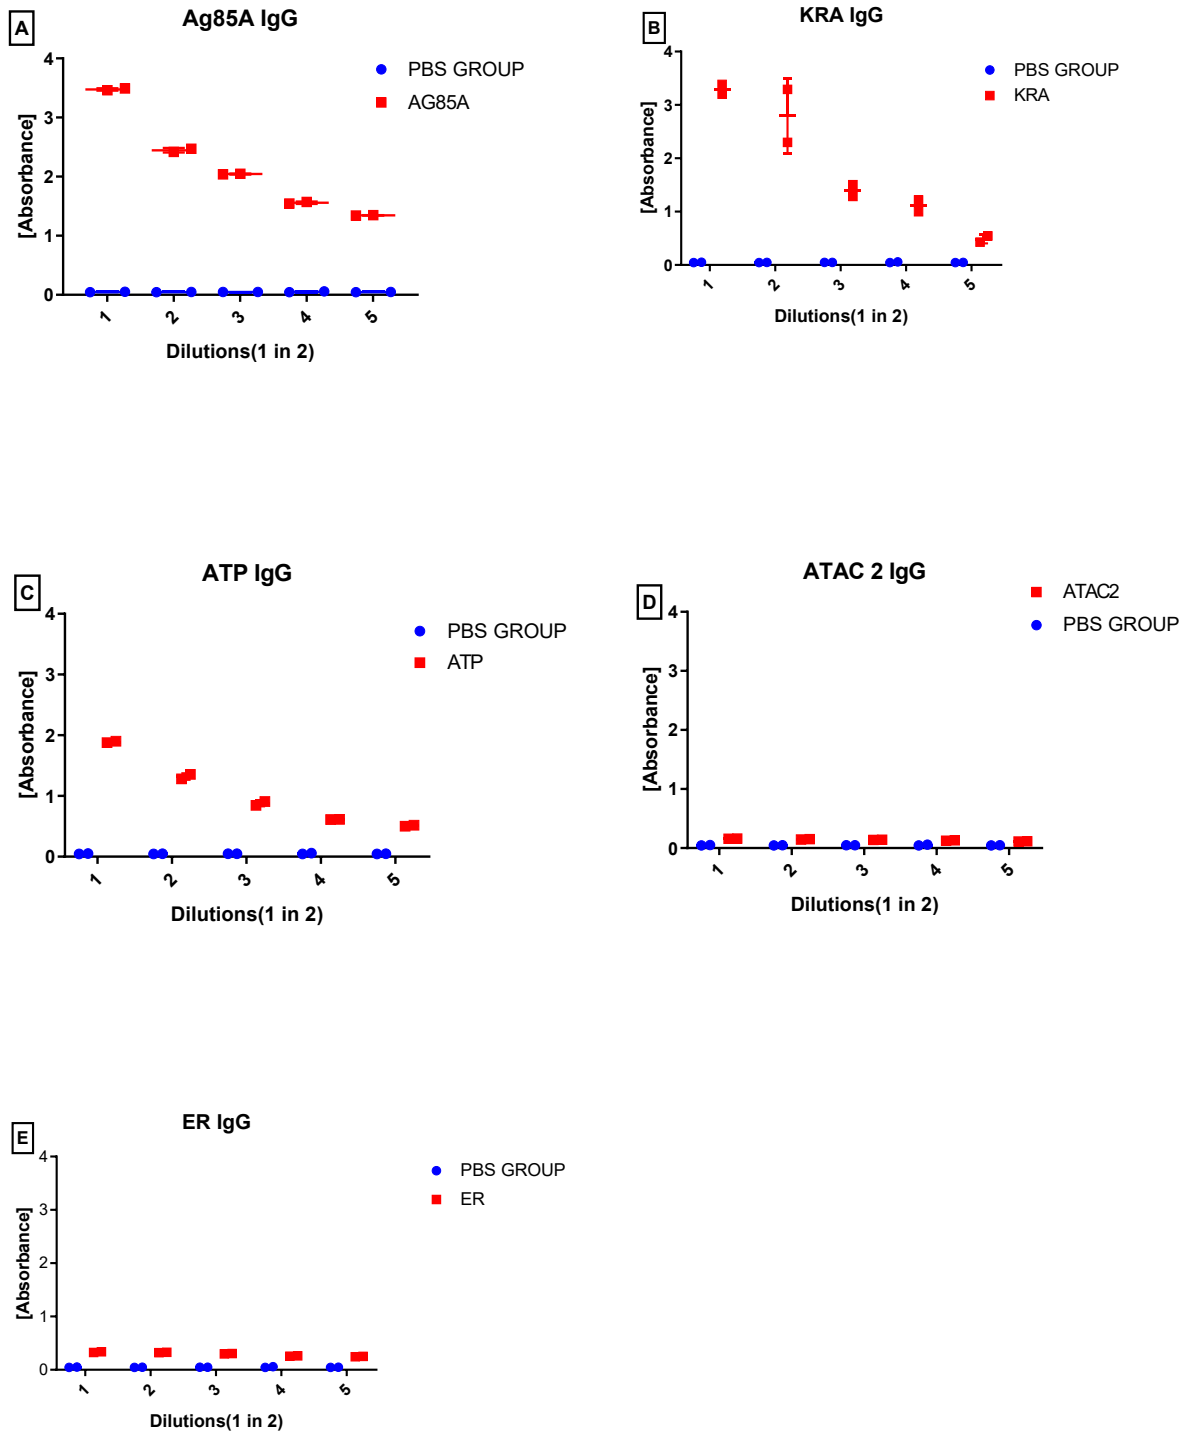 A
Ag85A IgG
PBS GROUP
AG85A
[Absorbance]
4
3
2
1
0
1 2 3 4 5
Dilutions(1 in 2)
B
KRA IgG
PBS GROUP
KRA
[Absorbance]
4
3
2
1
0
1 2 3 4 5
Dilutions(1 in 2)
C
ATP IgG
PBS GROUP
ATP
[Absorbance]
4
3
2
1
0
1 2 3 4 5
Dilutions(1 in 2)
D
ATAC 2 IgG
ATAC2
PBS GROUP
[Absorbance]
4
3
2
1
0
1 2 3 4 5
Dilutions(1 in 2)
E
ER IgG
PBS GROUP
ER
[Absorbance]
4
3
2
1
0
1 2 3 4 5
Dilutions(1 in 2)